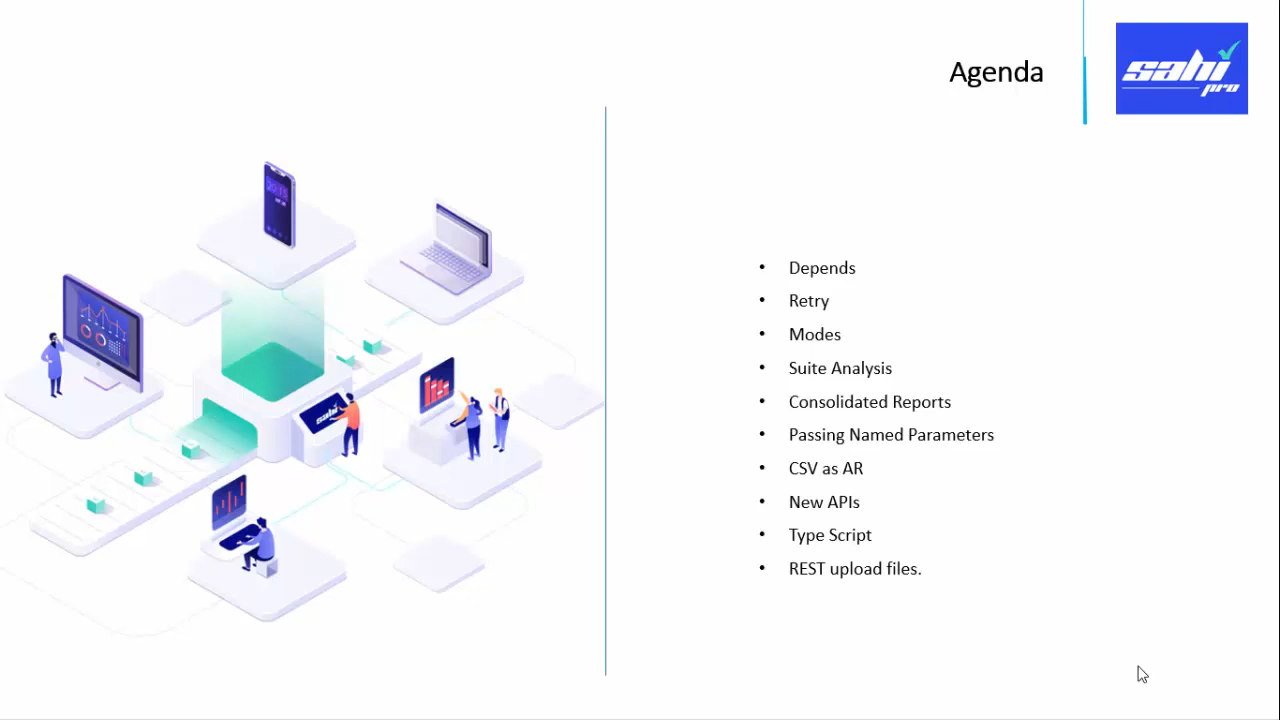 Agenda
sahi
pro
• Depends
• Retry
• Modes
• Suite Analysis
• Consolidated Reports
• Passing Named Parameters
• CSV as AR
• New APIs
• Type Script
• REST upload files.
sahi